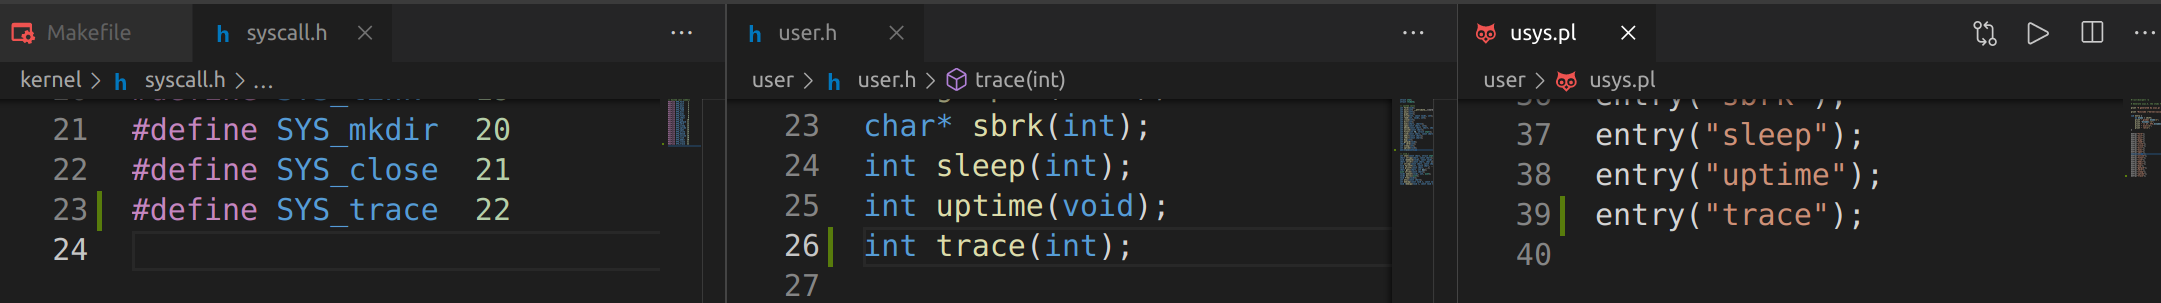 Makefile
h syscall.h
kernel > h syscall.h > ...
21 #define SYS_mkdir 20
22 #define SYS_close 21
23 #define SYS_trace 22
24
h user.h
user > h user.h > trace(int)
23 char* sbrk(int);
24 int sleep(int);
25 int uptime(void);
26 int trace(int);
27
usys.pl
user > usys.pl
entry("sbrk");
37 entry("sleep");
38 entry("uptime");
39 entry("trace");
40